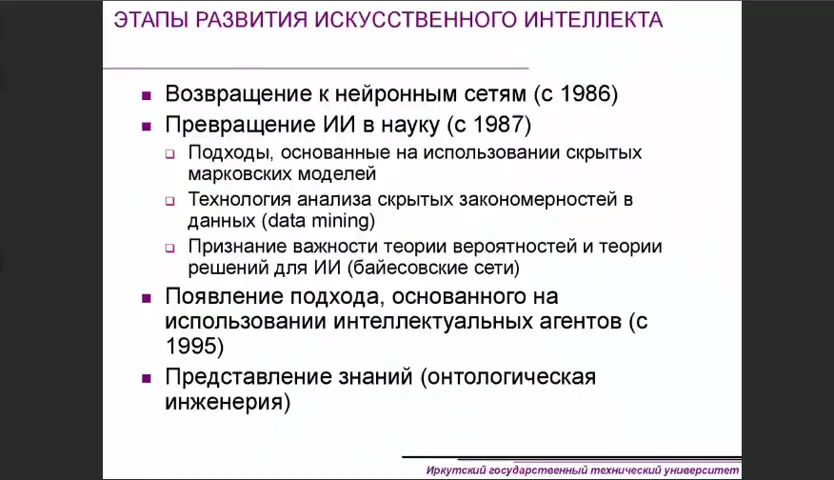 ЭТАПЫ РАЗВИТИЯ ИСКУССТВЕННОГО ИНТЕЛЛЕКТА
Возвращение к нейронным сетям (с 1986)
Превращение ИИ в науку (с 1987)
Подходы, основанные на использовании скрытых
марковских моделей
Технология анализа скрытых закономерностей в
данных (data mining)
Признание важности теории вероятностей и теории
решений для ИИ (байесовские сети)
Появление подхода, основанного на
использовании интеллектуальных агентов (с
1995)
Представление знаний (онтологическая
инженерия)
Иркутский государственный технический университет